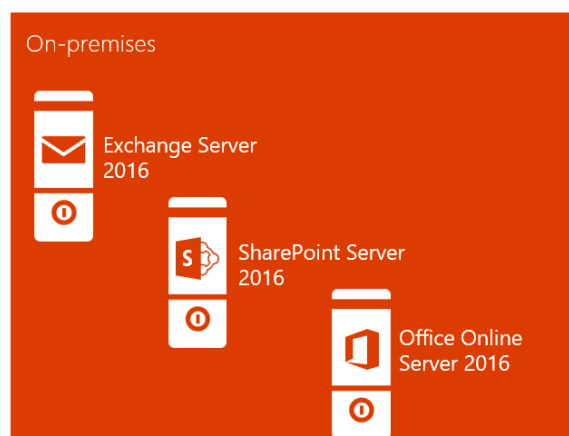 On-premises
Exchange Server
2016
S
SharePoint Server
2016
Office Online
Server 2016